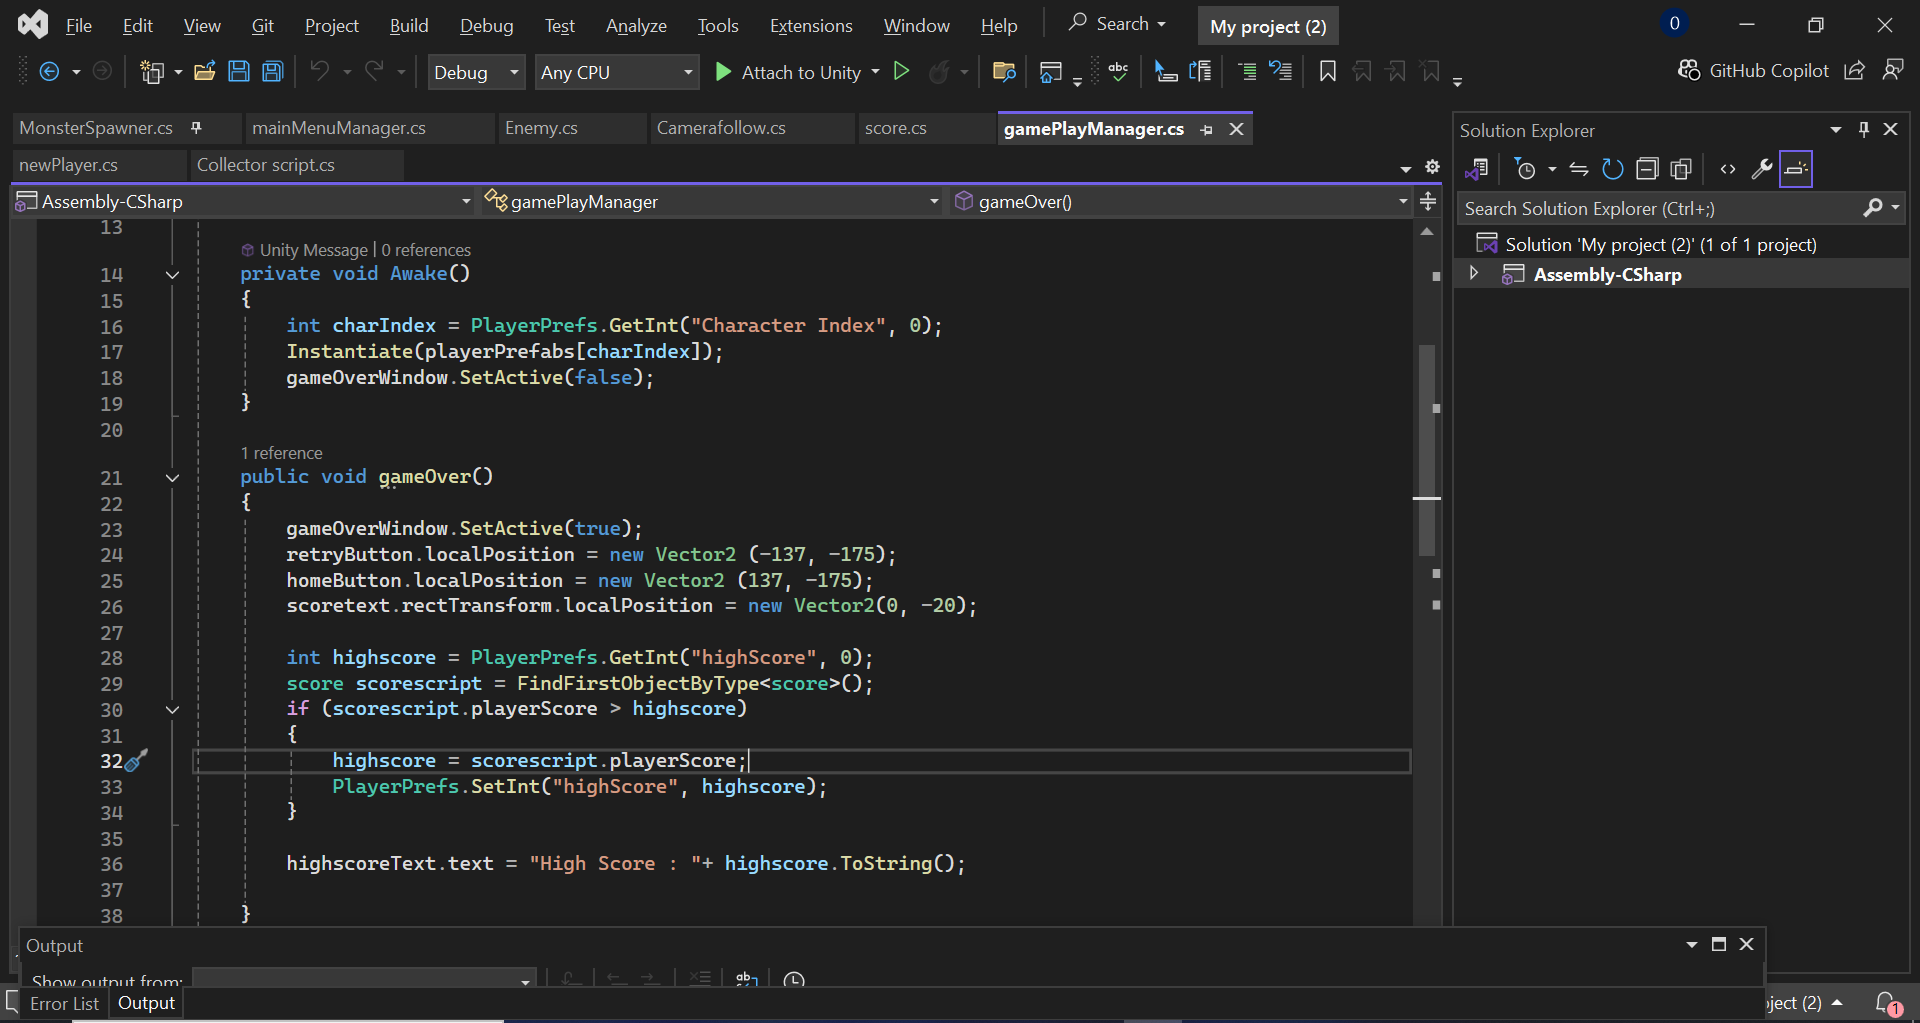 File Edit View Git Project Build Debug Test Analyze Tools Extensions Window Help Search My project (2) 0
Debug Any CPU Attach to Unity abc GitHub Copilot
MonsterSpawner.cs mainMenuManager.cs Enemy.cs Camerafollow.cs score.cs gamePlayManager.cs
newPlayer.cs Collector script.cs
Assembly-CSharp gamePlayManager gameOver()
13
Unity Message | 0 references
14 private void Awake()
15 {
16 int charIndex = PlayerPrefs.GetInt("Character Index", 0);
17 Instantiate(playerPrefabs[charIndex]);
18 gameOverWindow.SetActive(false);
19 }
20
1 reference
21 public void gameOver()
22 {
23 gameOverWindow.SetActive(true);
24 retryButton.localPosition = new Vector2 (-137, -175);
25 homeButton.localPosition = new Vector2 (137, -175);
26 scoretext.rectTransform.localPosition = new Vector2(0, -20);
27
28 int highscore = PlayerPrefs.GetInt("highScore", 0);
29 score scorescript = FindFirstObjectByType<score>();
30 if (scorescript.playerScore > highscore)
31 {
32 highscore = scorescript.playerScore;
33 PlayerPrefs.SetInt("highScore", highscore);
34 }
35
36 highscoreText.text = "High Score : "+ highscore.ToString();
37
38 }
Solution Explorer
Search Solution Explorer (Ctrl+;)
Solution 'My project (2)' (1 of 1 project)
Assembly-CSharp
Output
Show output from:
ab
Error List Output
ject (2) 1